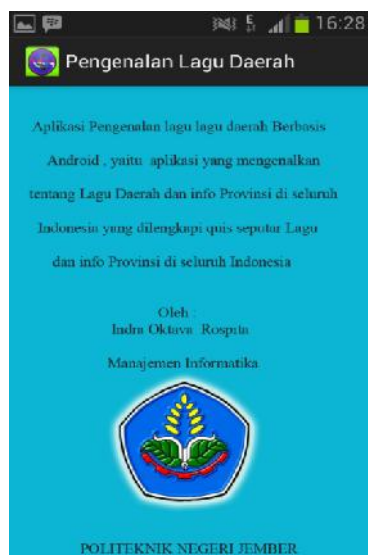 E 16:28
Pengenalan Lagu Daerah
Aplikasi Pengenalan lagu lagu daerah Berbasis
Android , yaitu aplikasi yang mengenalkan
tentang Lagu Daerah dan info Provinsi di seluruh
Indonesia yang dilengkapi quis seputar Lagu
dan info Provinsi di seluruh Indonesia
Oleh :
Indra Oktava Rospita
Manajemen Informatika
POLITEKNIK NEGERI JEMBER